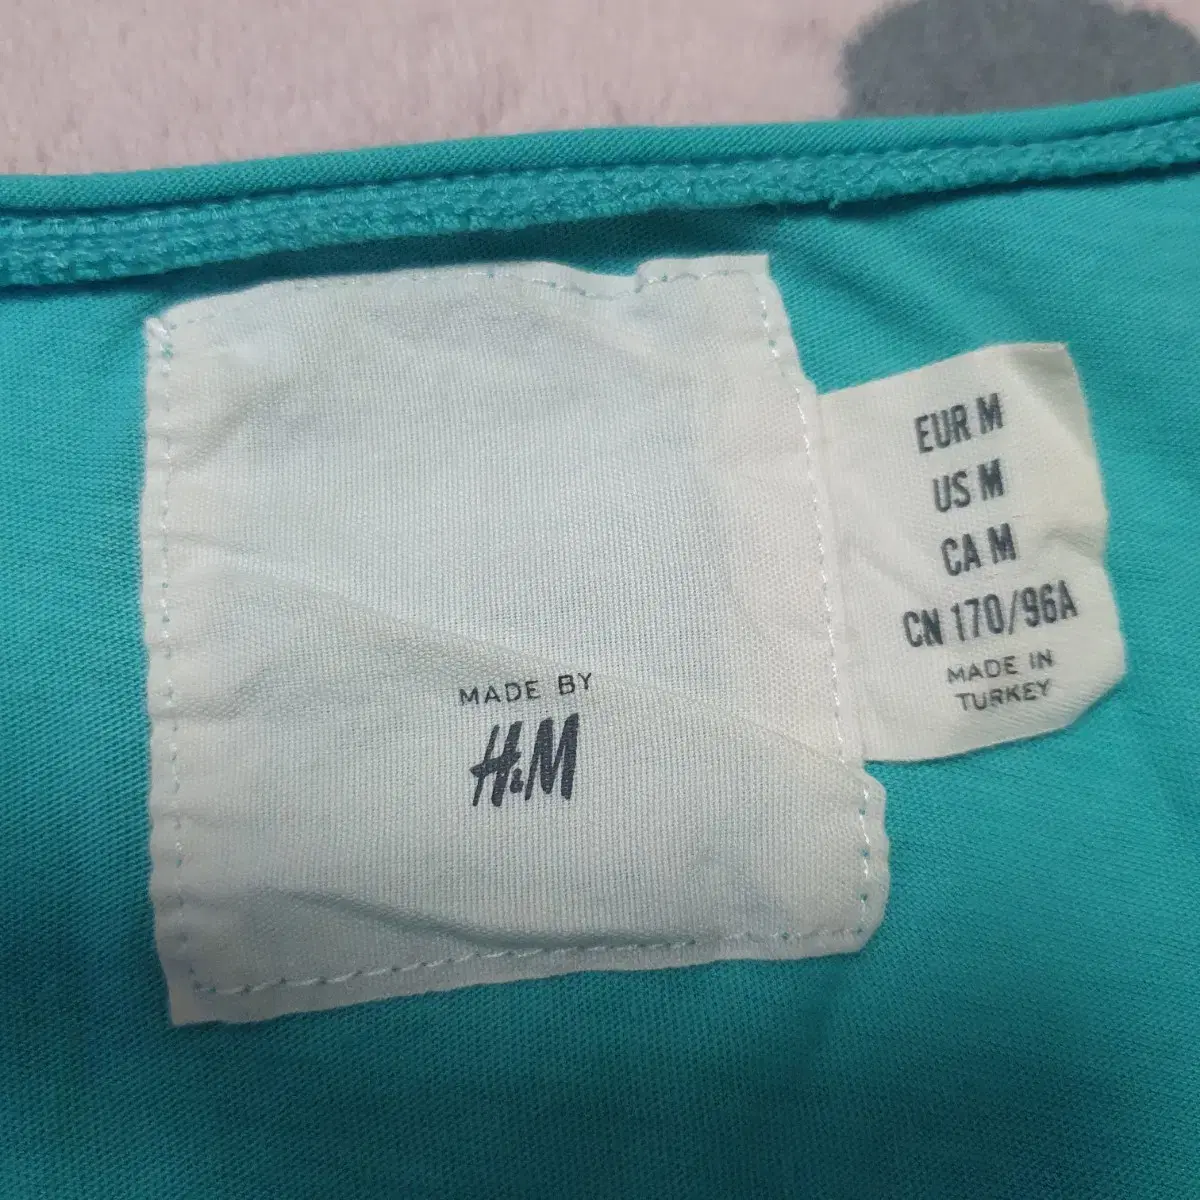 MADE BY
H&M
EUR M
US M
CA M
CN 170/96A
MADE IN
TURKEY